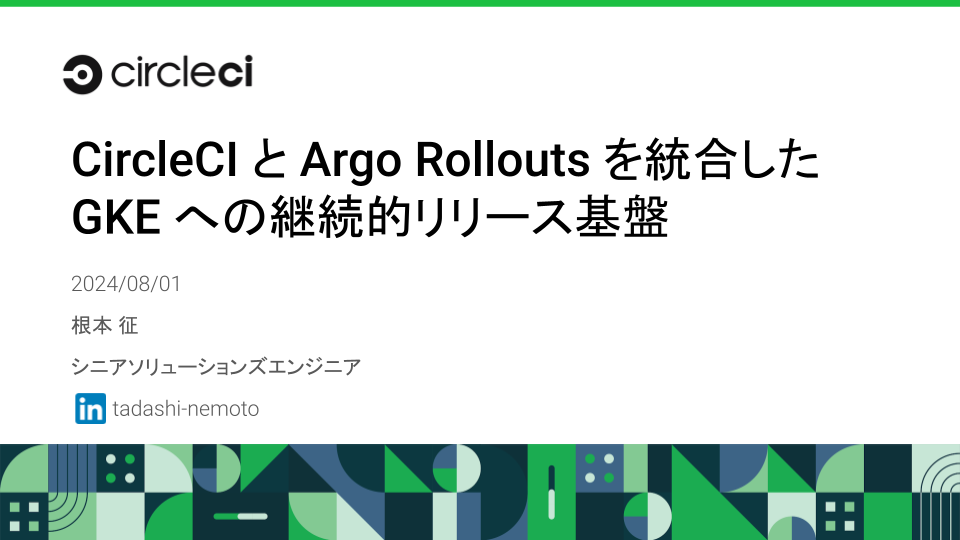 circleci
CircleCI と Argo Rollouts を統合した
GKE への継続的リリース基盤
2024/08/01
根本 征
シニアソリューションズエンジニア
in tadashi-nemoto